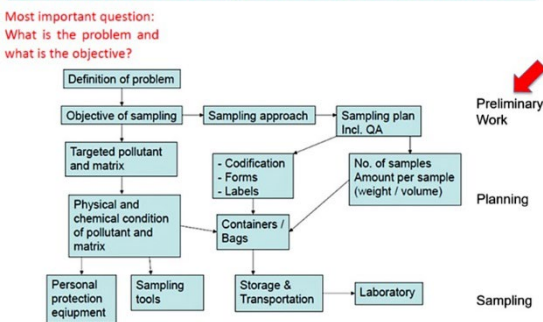 Most important question:
What is the problem and
what is the objective?
Definition of problem
Objective of sampling
Sampling approach
Sampling plan
Incl. QA
Preliminary
Work
Targeted pollutant
and matrix
- Codification
- Forms
- Labels
No. of samples
Amount per sample
(weight / volume)
Planning
Physical and
chemical condition
of pollutant and
matrix
Containers /
Bags
Personal
protection
eqiupment
Sampling
tools
Storage &
Transportation
Laboratory
Sampling